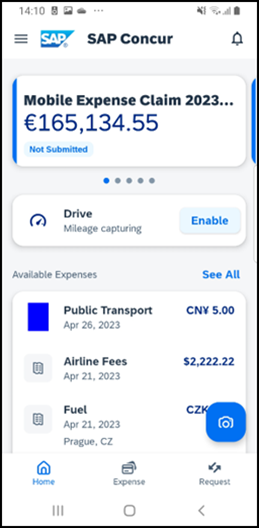 14:10
SAP SAP Concur
Mobile Expense Claim 2023...
€165,134.55
Not Submitted
Drive
Mileage capturing
Enable
Available Expenses
See All
Public Transport
CN¥ 5.00
Apr 26, 2023
Airline Fees
$2,222.22
Apr 21, 2023
Fuel
CZK
Apr 21, 2023
Prague, CZ
Home
Expense
Request